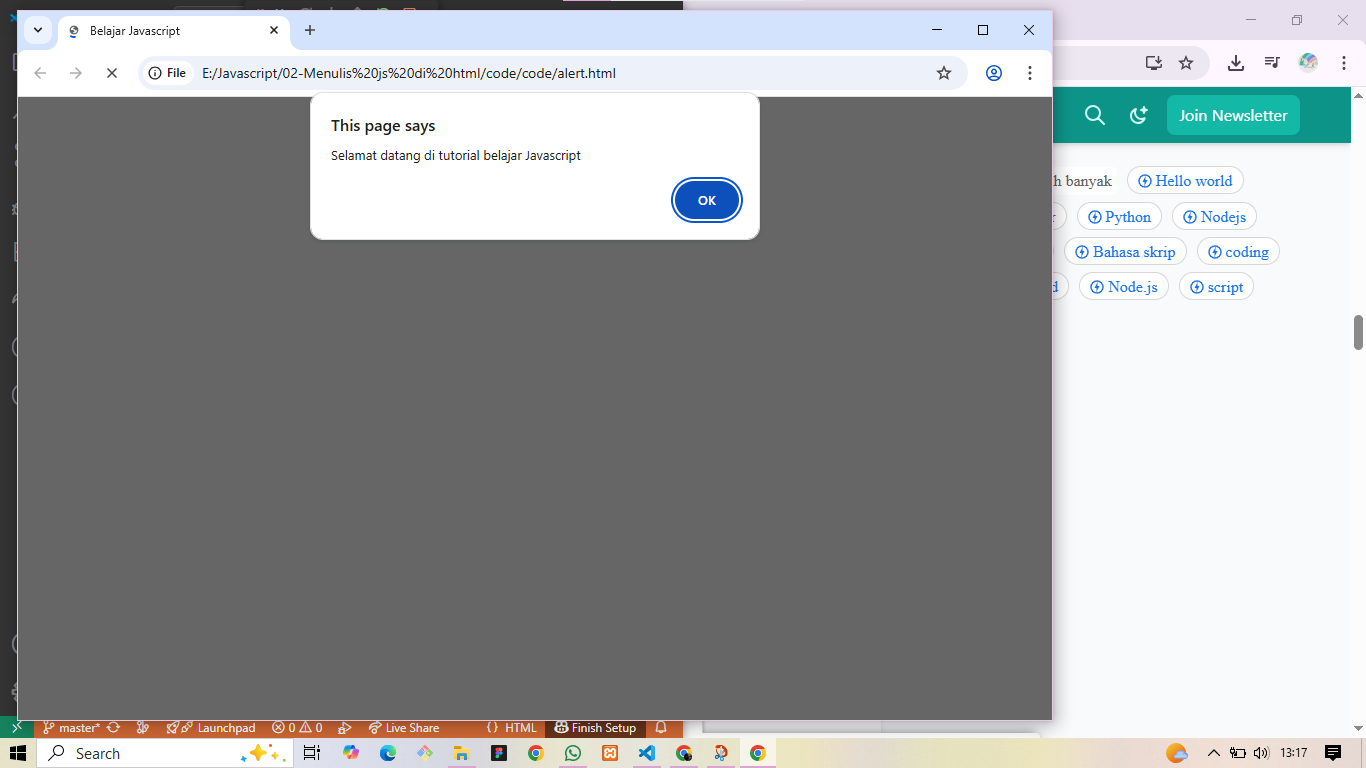 Belajar Javascript
File
E:/Javascript/02-Menulis%20js%20di%20html/code/code/alert.html
This page says
Selamat datang di tutorial belajar Javascript
OK
Join Newsletter
banyak
Hello world
Python
Nodejs
Bahasa skrip
coding
Node.js
script
master*
Launchpad
0
0
Live Share
{ } HTML
Finish Setup
Search
13:17